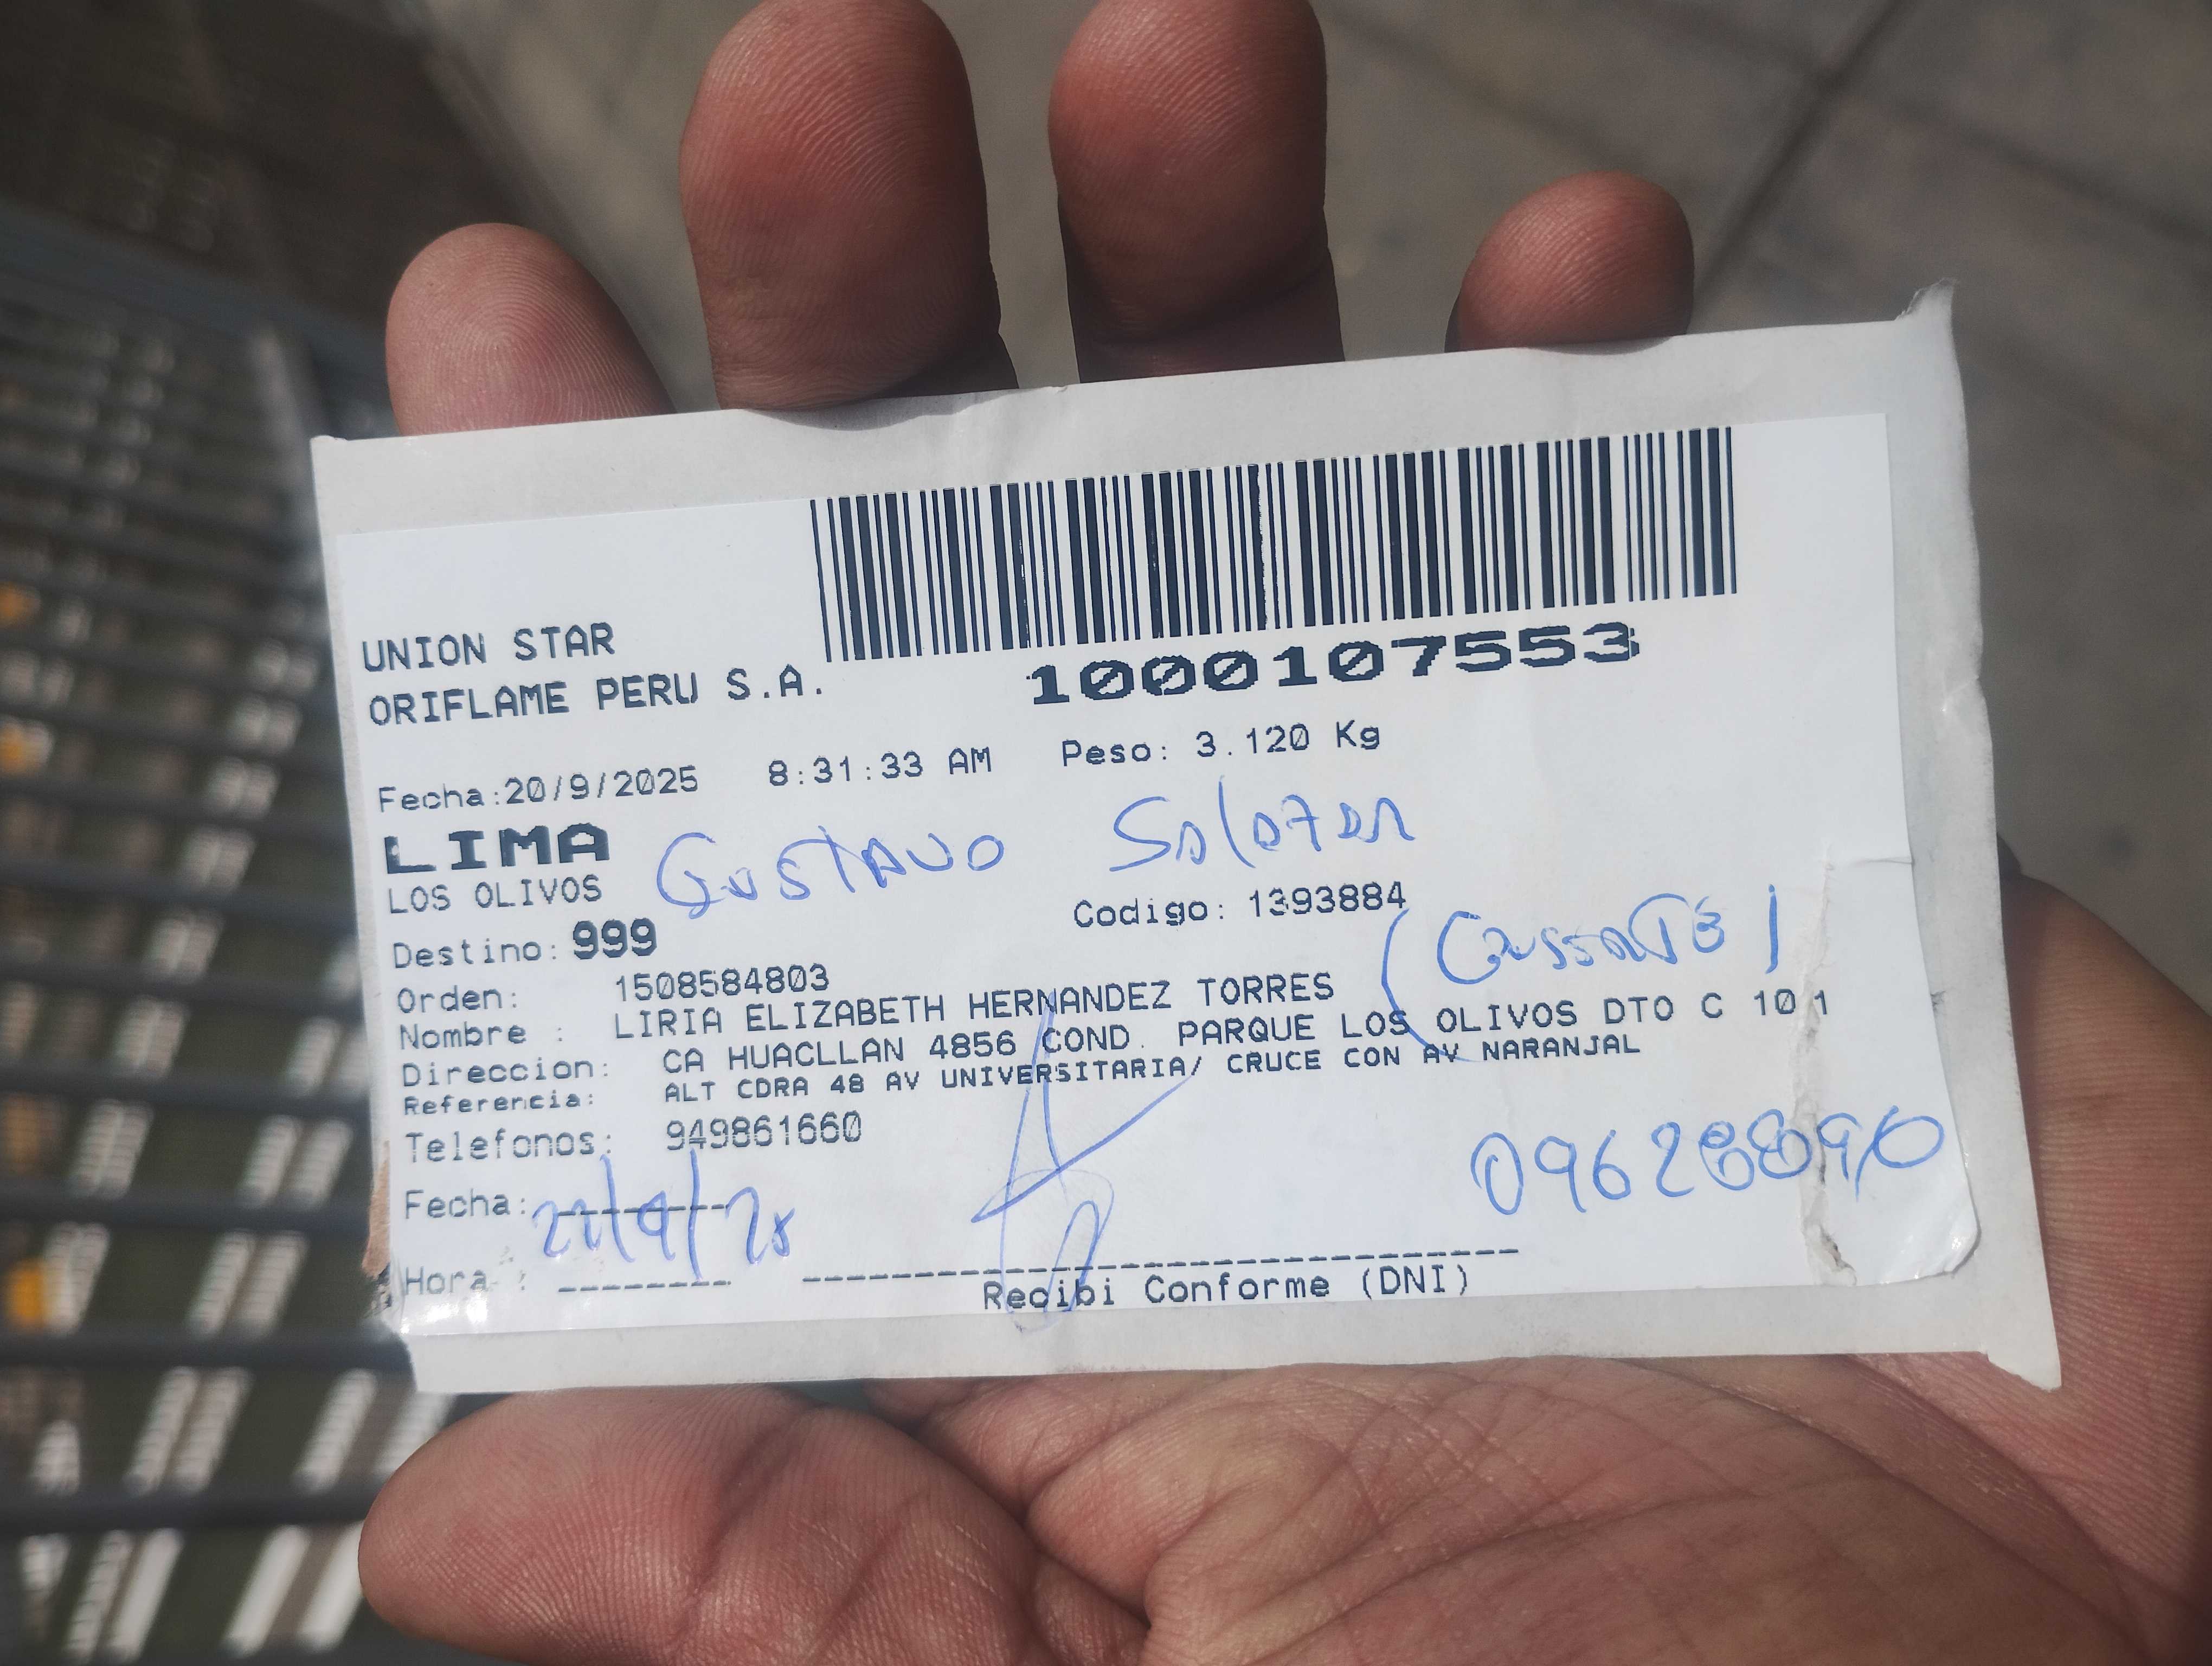 UNION STAR
ORIFLAME PERU S.A.
1000107553
Fecha:20/9/2025 8:31:33 AM Peso: 3.120 Kg
LIMA
GUSTAVO
LOS OLIVOS
Codigo: 1393884
Destino: 999
Orden: 1508584803
Nombre : LIRIA ELIZABETH HERNANDEZ TORRES
Direccion: CA HUACLLAN 4856 COND. PARQUE LOS OLIVOS DTO C 101
Referencia: ALT CDRA 48 AV UNIVERSITARIA/ CRUCE CON AV NARANJAL
Telefonos: 949861660
Fecha:
Hora :
Recibi Conforme (DNI)